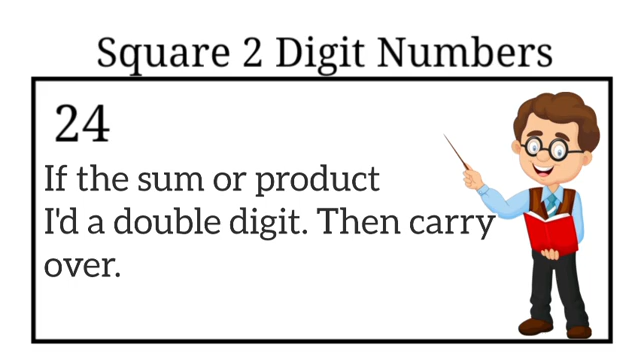 Square 2 Digit Numbers
24
If the sum or product
I'd a double digit. Then carry
over.